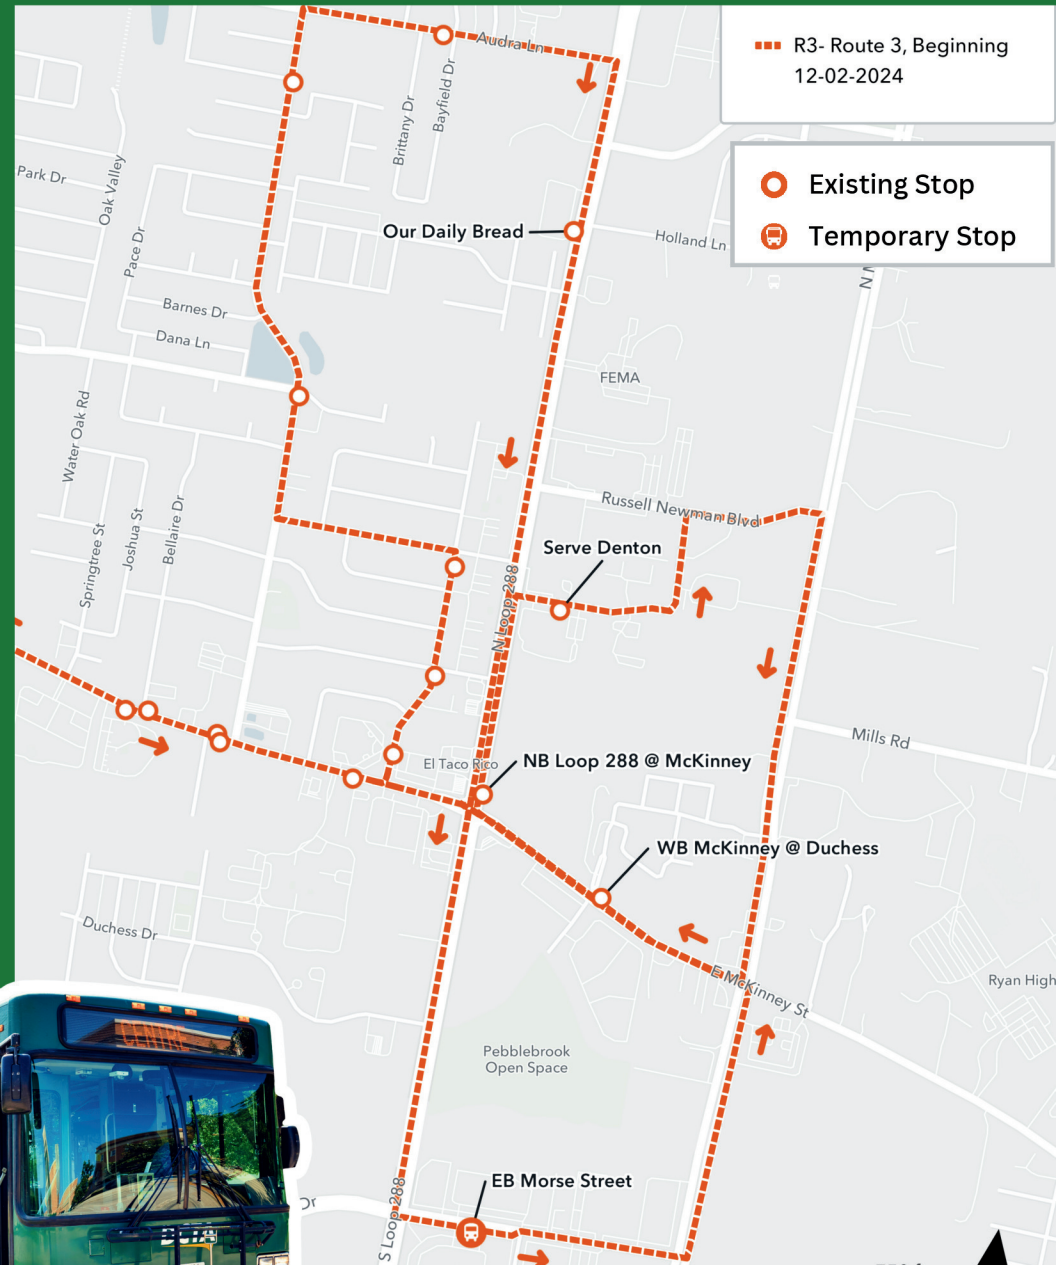 R3- Route 3, Beginning
12-02-2024
Existing Stop
Temporary Stop
Audra Ln
Brittany Dr
Bayfield Dr
Park Dr
Oak Valley
Pace Dr
Our Daily Bread
Holland Ln
Barnes Dr
Dana Ln
FEMA
Water Oak Rd
Russell Newman Blvd
Springtree St
Joshua St
Bellaire Dr
Serve Denton
N Loop 288
Mills Rd
El Taco Rico
NB Loop 288 @ McKinney
WB McKinney @ Duchess
Duchess Dr
E McKinney St
Ryan High
Pebblebrook
Open Space
EB Morse Street
Dr
S Loop 288